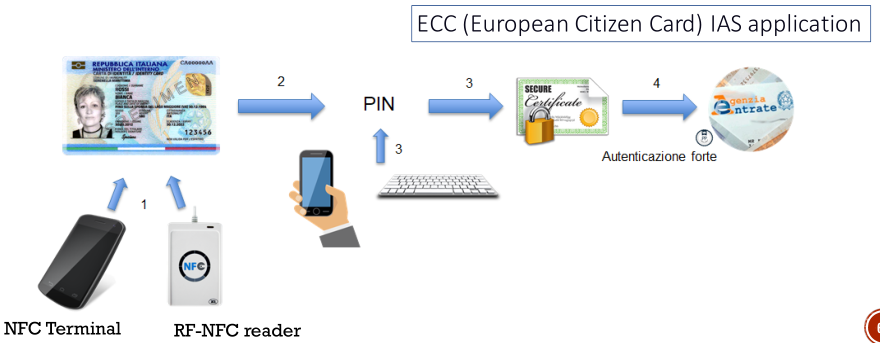 ECC (European Citizen Card) IAS application
REPUBBLICA ITALIANA
MINISTERO DELL'INTERNO
CA00000AA
CARTA DI IDENTITÀ / IDENTITY CARD
SPECIMEN
ROSSI
BIANCA
123456
2
PIN
3
SECURE
Certificate
4
genzia
ntrate
Autenticazione forte
3
1
NFC
NFC Terminal
RF-NFC reader
6